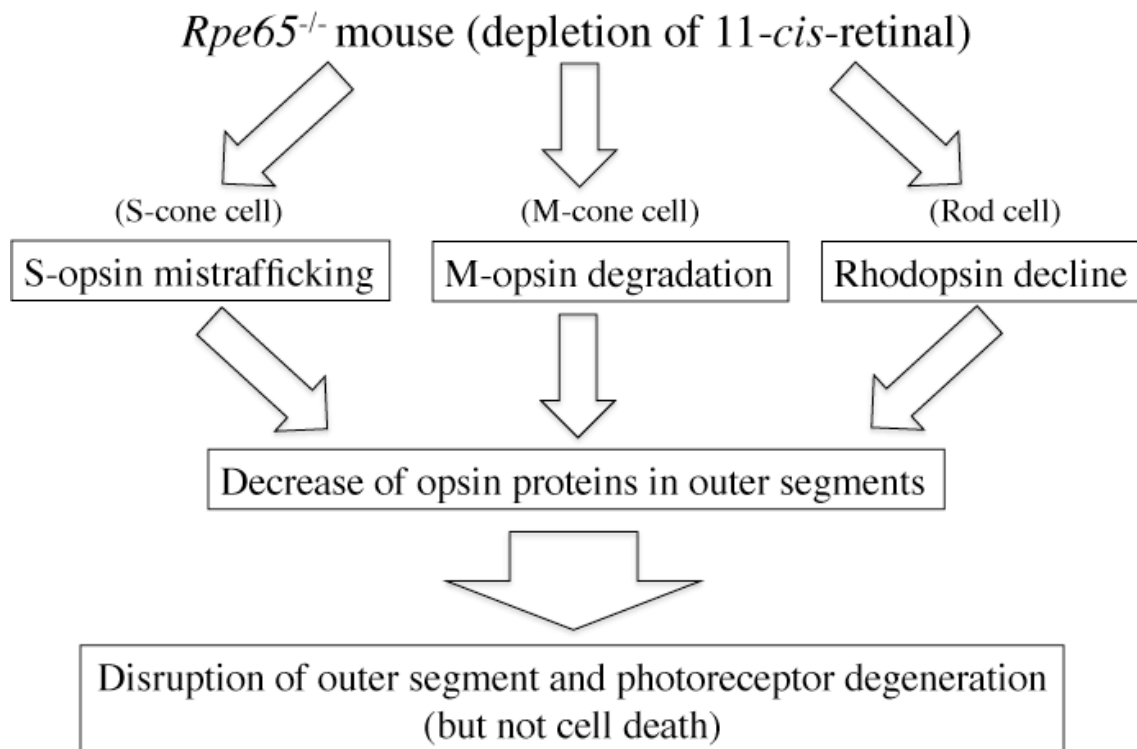 Rpe65-/- mouse (depletion of 11-cis-retinal)
(S-cone cell)
(M-cone cell)
(Rod cell)
S-opsin mistrafficking
M-opsin degradation
Rhodopsin decline
Decrease of opsin proteins in outer segments
Disruption of outer segment and photoreceptor degeneration
(but not cell death)